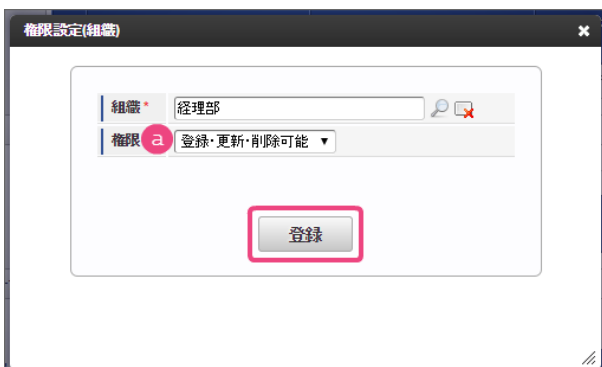 権限設定(組織)
組織*
経理部
権限
a
登録・更新・削除可能
登録